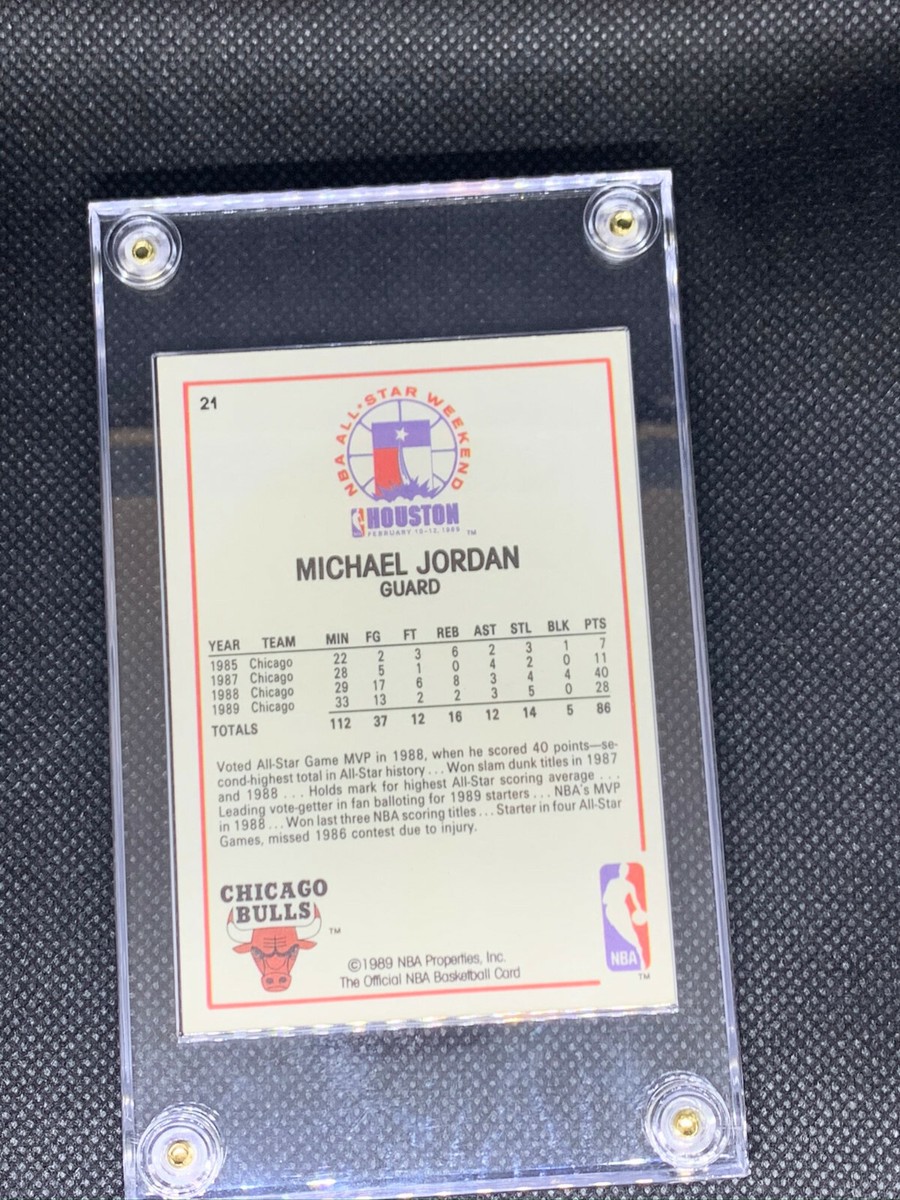 21
NBA ALL-STAR WEEKEND
HOUSTON
FEBRUARY 10-12, 1989 TM
MICHAEL JORDAN
GUARD
YEAR TEAM MIN FG FT REB AST STL BLK PTS
1985 Chicago 22 2 3 6 2 3 1 7
1987 Chicago 28 5 1 0 4 2 0 11
1988 Chicago 29 17 6 8 3 4 4 40
1989 Chicago 33 13 2 2 3 5 0 28
TOTALS 112 37 12 16 12 14 5 86
Voted All-Star Game MVP in 1988, when he scored 40 points—se-
cond-highest total in All-Star history . . . Won slam dunk titles in 1987
and 1988 . . . Holds mark for highest All-Star scoring average . . .
Leading vote-getter in fan balloting for 1989 starters . . . NBA's MVP
in 1988 . . . Won last three NBA scoring titles . . . Starter in four All-Star
Games, missed 1986 contest due to injury.
CHICAGO
BULLS
TM
©1989 NBA Properties, Inc.
The Official NBA Basketball Card
NBA
TM